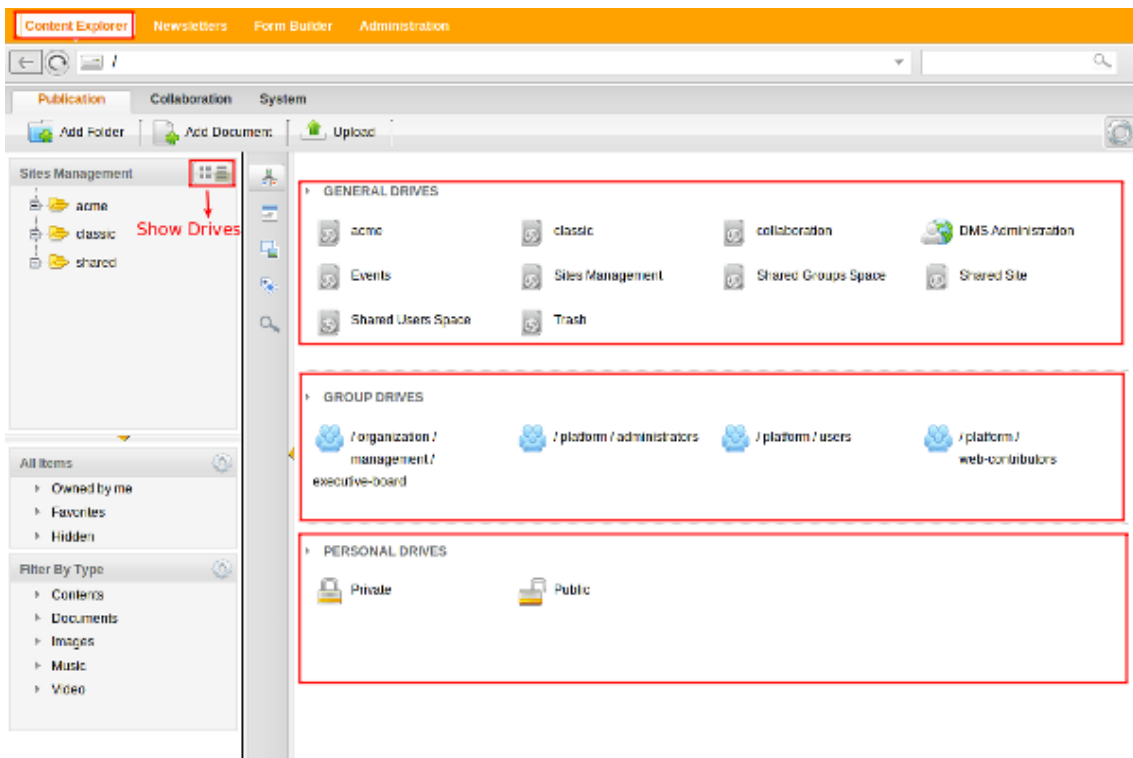 Content Explorer Newsletters Form Builder Administration
/
Publication Collaboration System
Add Folder Add Document Upload
Sites Management
acme
classic
shared
Show Drives
All Items
Owned by me
Favorites
Hidden
Filter By Type
Contents
Documents
Images
Music
Video
GENERAL DRIVES
acme classic collaboration DMS Administration
Events Sites Management Shared Groups Space Shared Site
Shared Users Space Trash
GROUP DRIVES
/ organization / / platform / administrators / platform / users / platform /
management / web-contributors
executive-board
PERSONAL DRIVES
Private Public